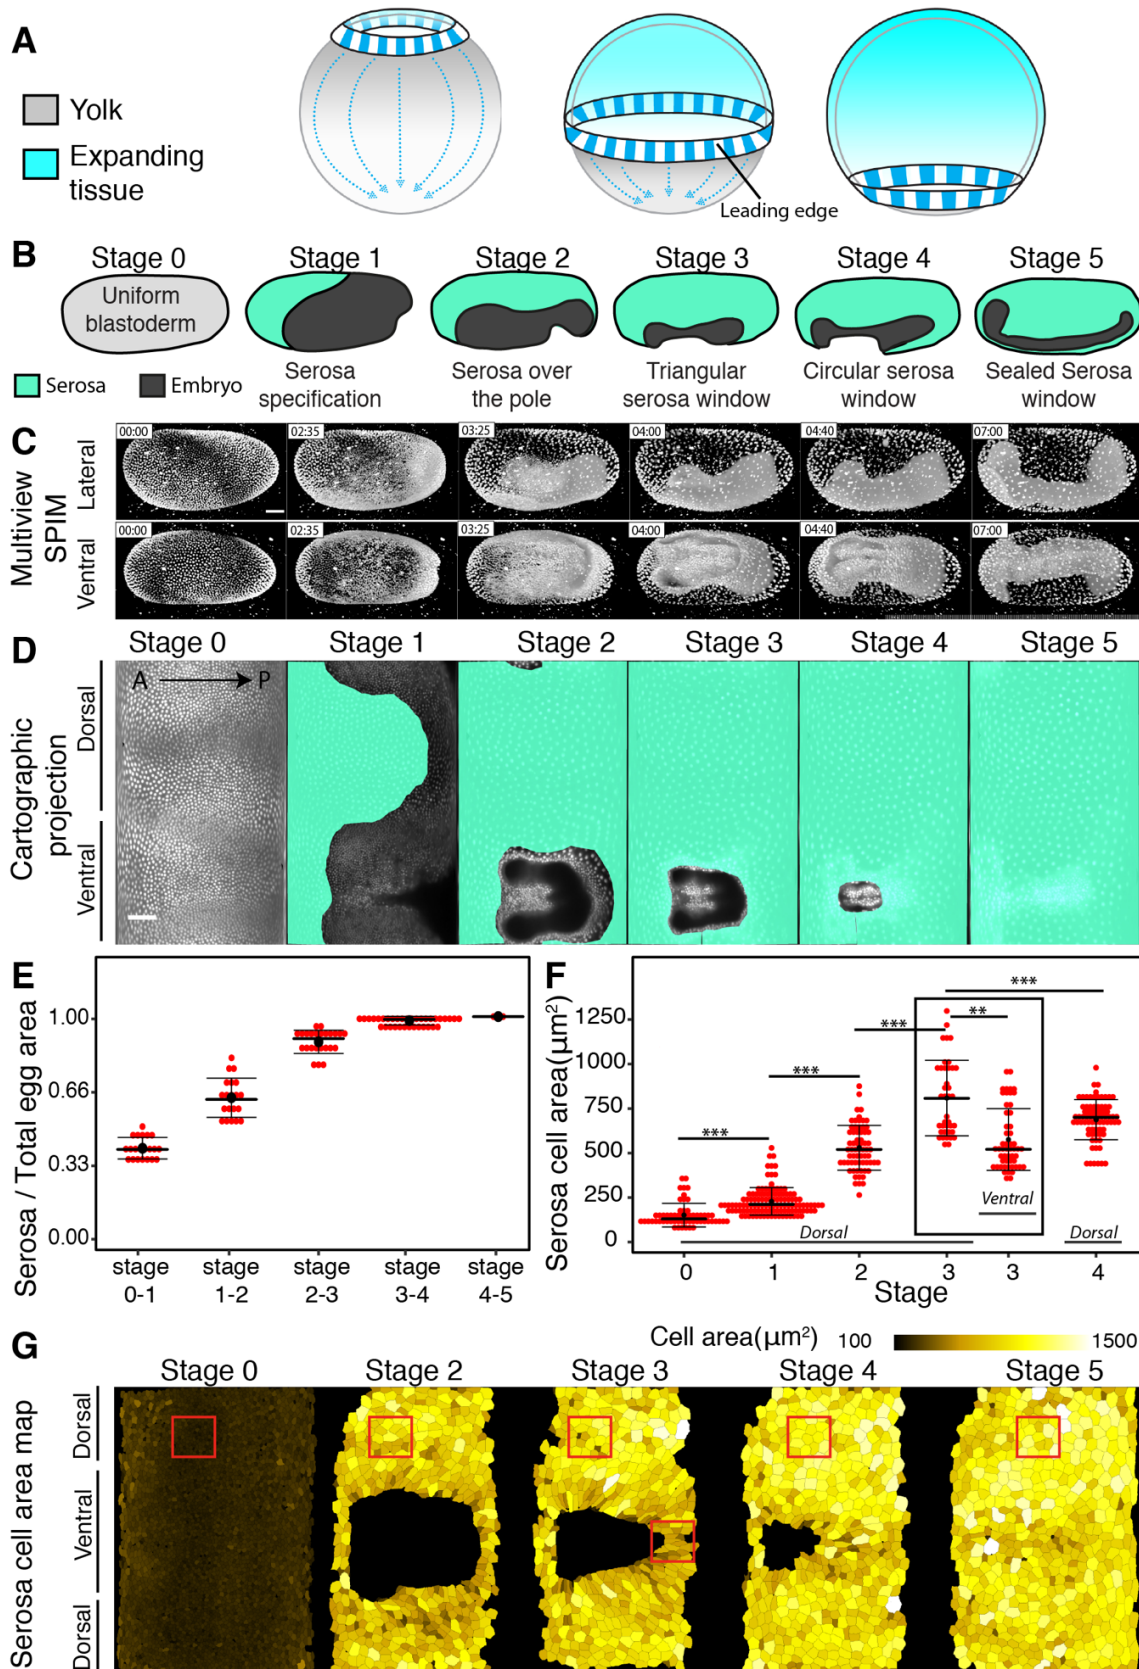 A
Yolk
Expanding
tissue
Leading edge
B
Stage 0
Stage 1
Stage 2
Stage 3
Stage 4
Stage 5
Uniform
blastoderm
Serosa
Embryo
Serosa
specification
Serosa over
the pole
Triangular
serosa window
Circular serosa
window
Sealed Serosa
window
C
Multiview
SPIM
Lateral
00:00
02:35
03:25
04:00
04:40
07:00
Ventral
00:00
02:35
03:25
04:00
04:40
07:00
D
Stage 0
Stage 1
Stage 2
Stage 3
Stage 4
Stage 5
Cartographic
projection
Dorsal
Ventral
A
P
E
Serosa / Total egg area
1.00
0.66
0.33
0.00
stage
0-1
stage
1-2
stage
2-3
stage
3-4
stage
4-5
F
Serosa cell area(µm²)
1250
1000
750
500
250
0
***
***
***
**
***
Ventral
Dorsal
Dorsal
0
1
2
3
3
4
Stage
G
Cell area(µm²)
100
1500
Stage 0
Stage 2
Stage 3
Stage 4
Stage 5
Serosa cell area map
Dorsal
Ventral
Dorsal